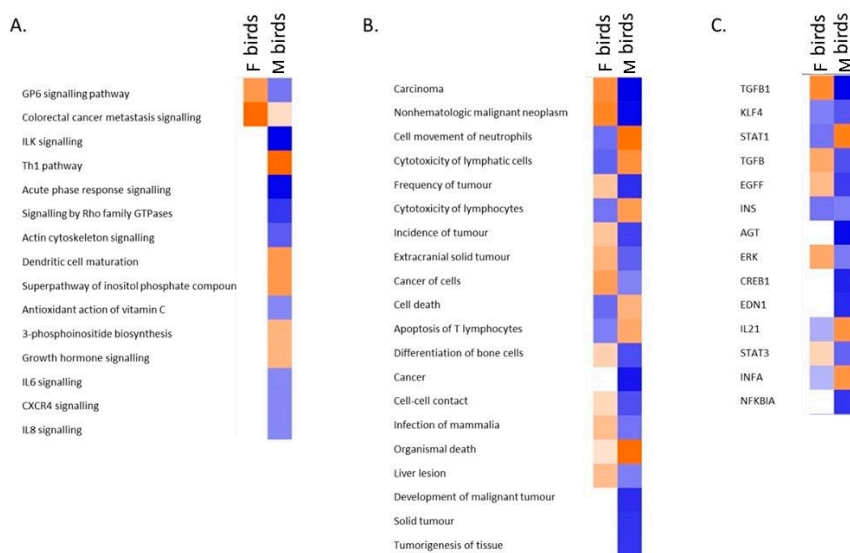 A.
F birds
M birds
GP6 signalling pathway
Colorectal cancer metastasis signalling
ILK signalling
Th1 pathway
Acute phase response signalling
Signalling by Rho family GTPases
Actin cytoskeleton signalling
Dendritic cell maturation
Superpathway of inositol phosphate compoun
Antioxidant action of vitamin C
3-phosphoinositide biosynthesis
Growth hormone signalling
IL6 signalling
CXCR4 signalling
IL8 signalling
B.
F birds
M birds
Carcinoma
Nonhematologic malignant neoplasm
Cell movement of neutrophils
Cytotoxicity of lymphatic cells
Frequency of tumour
Cytotoxicity of lymphocytes
Incidence of tumour
Extracranial solid tumour
Cancer of cells
Cell death
Apoptosis of T lymphocytes
Differentiation of bone cells
Cancer
Cell-cell contact
Infection of mammalia
Organismal death
Liver lesion
Development of malignant tumour
Solid tumour
Tumorigenesis of tissue
C.
F birds
M birds
TGFB1
KLF4
STAT1
TGFB
EGFF
INS
AGT
ERK
CREB1
EDN1
IL21
STAT3
INFA
NFKBIA